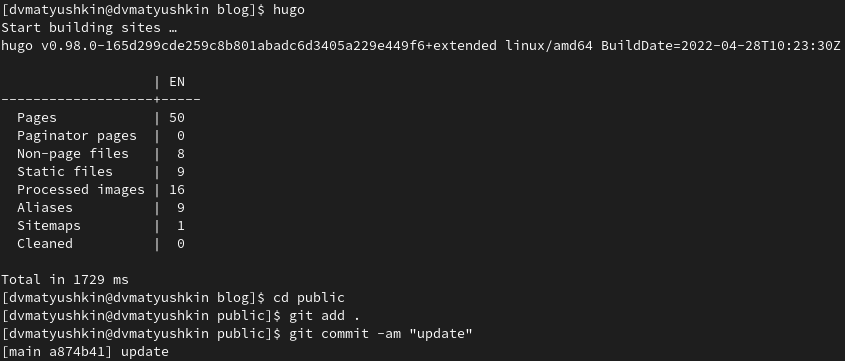 [dvmatyushkin@dvmatyushkin blog]$ hugo
Start building sites …
hugo v0.98.0-165d299cde259c8b801abadc6d3405a229e449f6+extended linux/amd64 BuildDate=2022-04-28T10:23:30Z
                   | EN
-------------------+-----
  Pages            | 50
  Paginator pages  |  0
  Non-page files   |  8
  Static files     |  9
  Processed images | 16
  Aliases          |  9
  Sitemaps         |  1
  Cleaned          |  0
Total in 1729 ms
[dvmatyushkin@dvmatyushkin blog]$ cd public
[dvmatyushkin@dvmatyushkin public]$ git add .
[dvmatyushkin@dvmatyushkin public]$ git commit -am "update"
[main a874b41] update